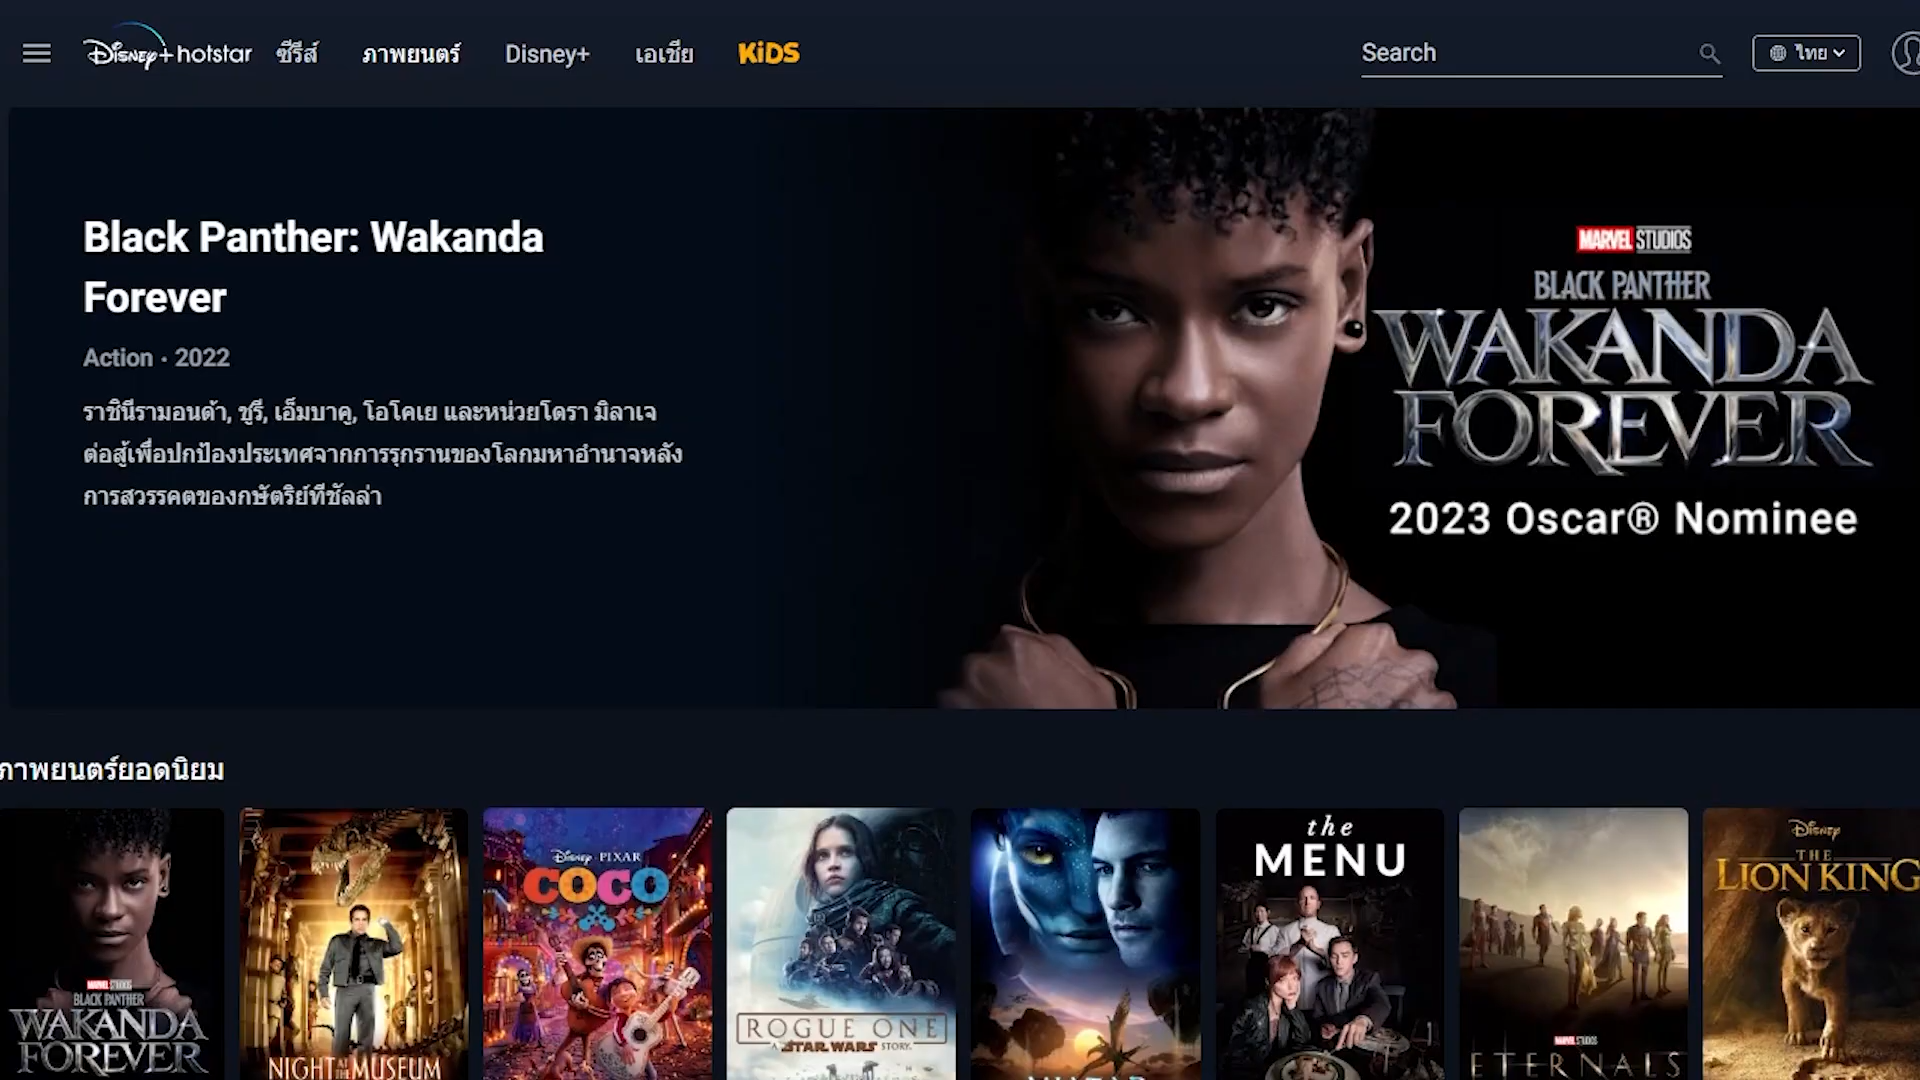 Disney+ hotstar ซีรีส์ ภาพยนตร์ Disney+ เอเชีย KiDS Search ไทย
Black Panther: Wakanda
Forever
Action • 2022
ราชินีรามอนด้า, ชูรี, เอ็มบาคู, โอโคเย และหน่วยโดรา มิลาเจ
ต่อสู้เพื่อปกป้องประเทศจากการรุกรานของโลกมหาอำนาจหลัง
การสวรรคตของกษัตริย์ทีชัลล่า
MARVEL STUDIOS
BLACK PANTHER
WAKANDA
FOREVER
2023 Oscar® Nominee
ภาพยนตร์ยอดนิยม
MARVEL STUDIOS
BLACK PANTHER
WAKANDA
FOREVER
NIGHT AT THE MUSEUM
Disney • PIXAR
COCO
ROGUE ONE
A STAR WARS STORY
AVATAR
the
MENU
MARVEL STUDIOS
ETERNALS
Disney
THE
LION KING